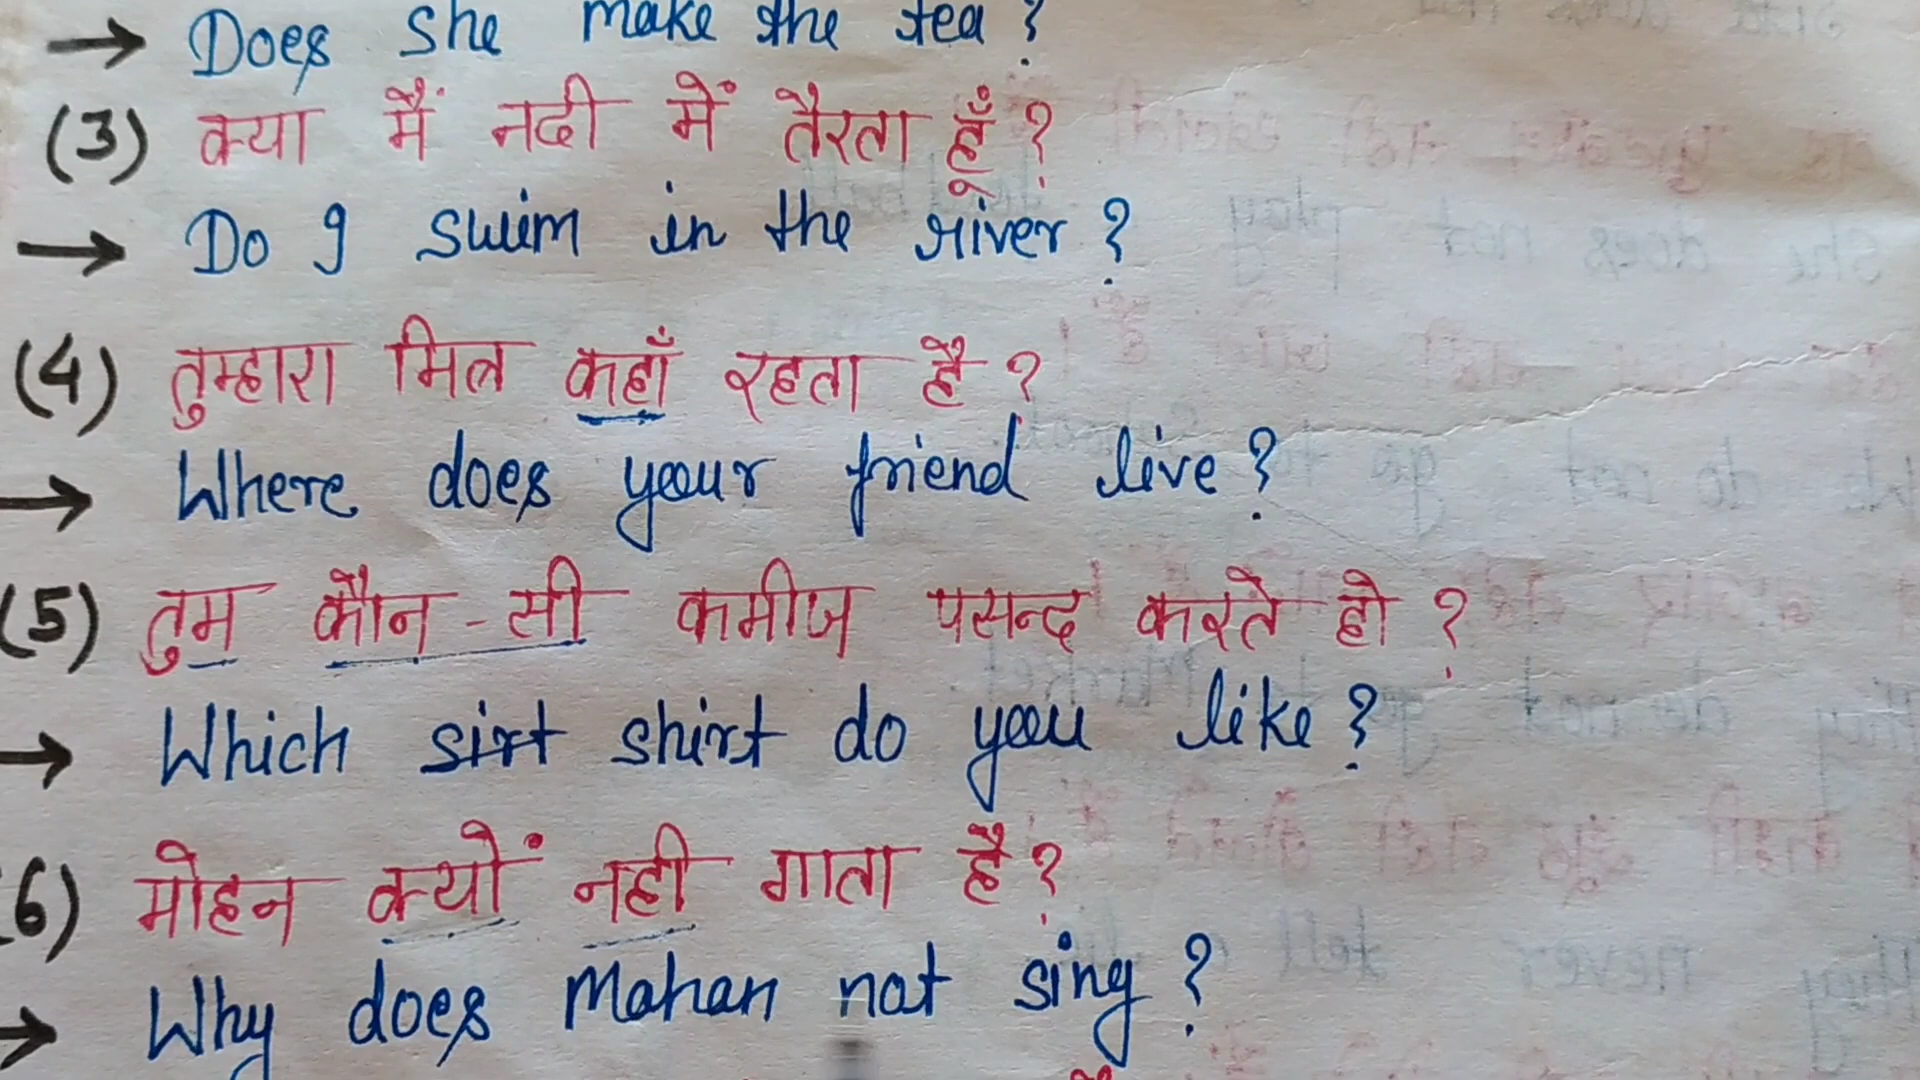 → Does she make the tea ?
(3) क्या मैं नदी में तैरता हूँ ?
→ Do I swim in the river ?
(4) तुम्हारा मित्र कहाँ रहता है ?
→ Where does your friend live ?
(5) तुम कौन - सी कमीज पसन्द करते हो ?
→ Which sirt shirt do you like ?
(6) मोहन क्यों नही गाता है ?
→ Why does Mohan not sing ?